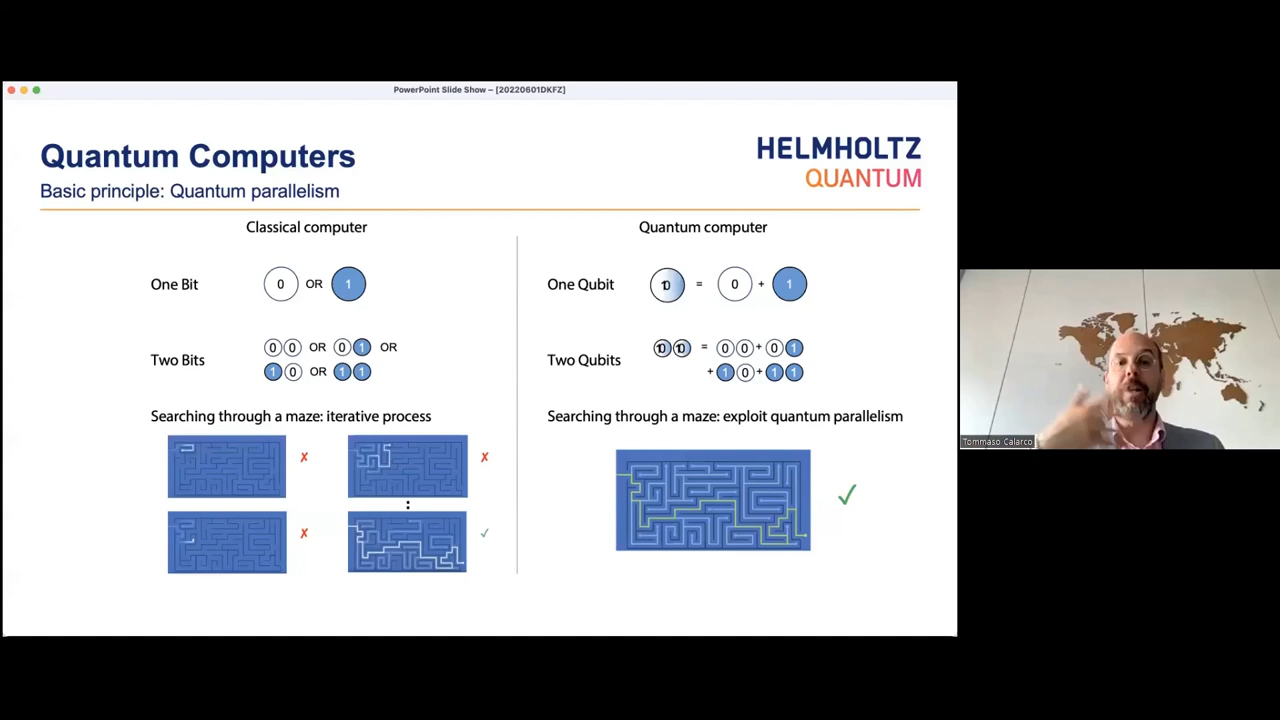 PowerPoint Slide Show – [20220601DKFZ]
Quantum Computers
Basic principle: Quantum parallelism
HELMHOLTZ
QUANTUM
Classical computer
One Bit 0 OR 1
Two Bits
0 0 OR 0 1 OR
1 0 OR 1 1
Searching through a maze: iterative process
✗ ✗
:
✗ ✓
Quantum computer
One Qubit 10 = 0 + 1
Two Qubits
10 10 = 0 0 + 0 1
+ 1 0 + 1 1
Searching through a maze: exploit quantum parallelism
✓
Tommaso Calarco